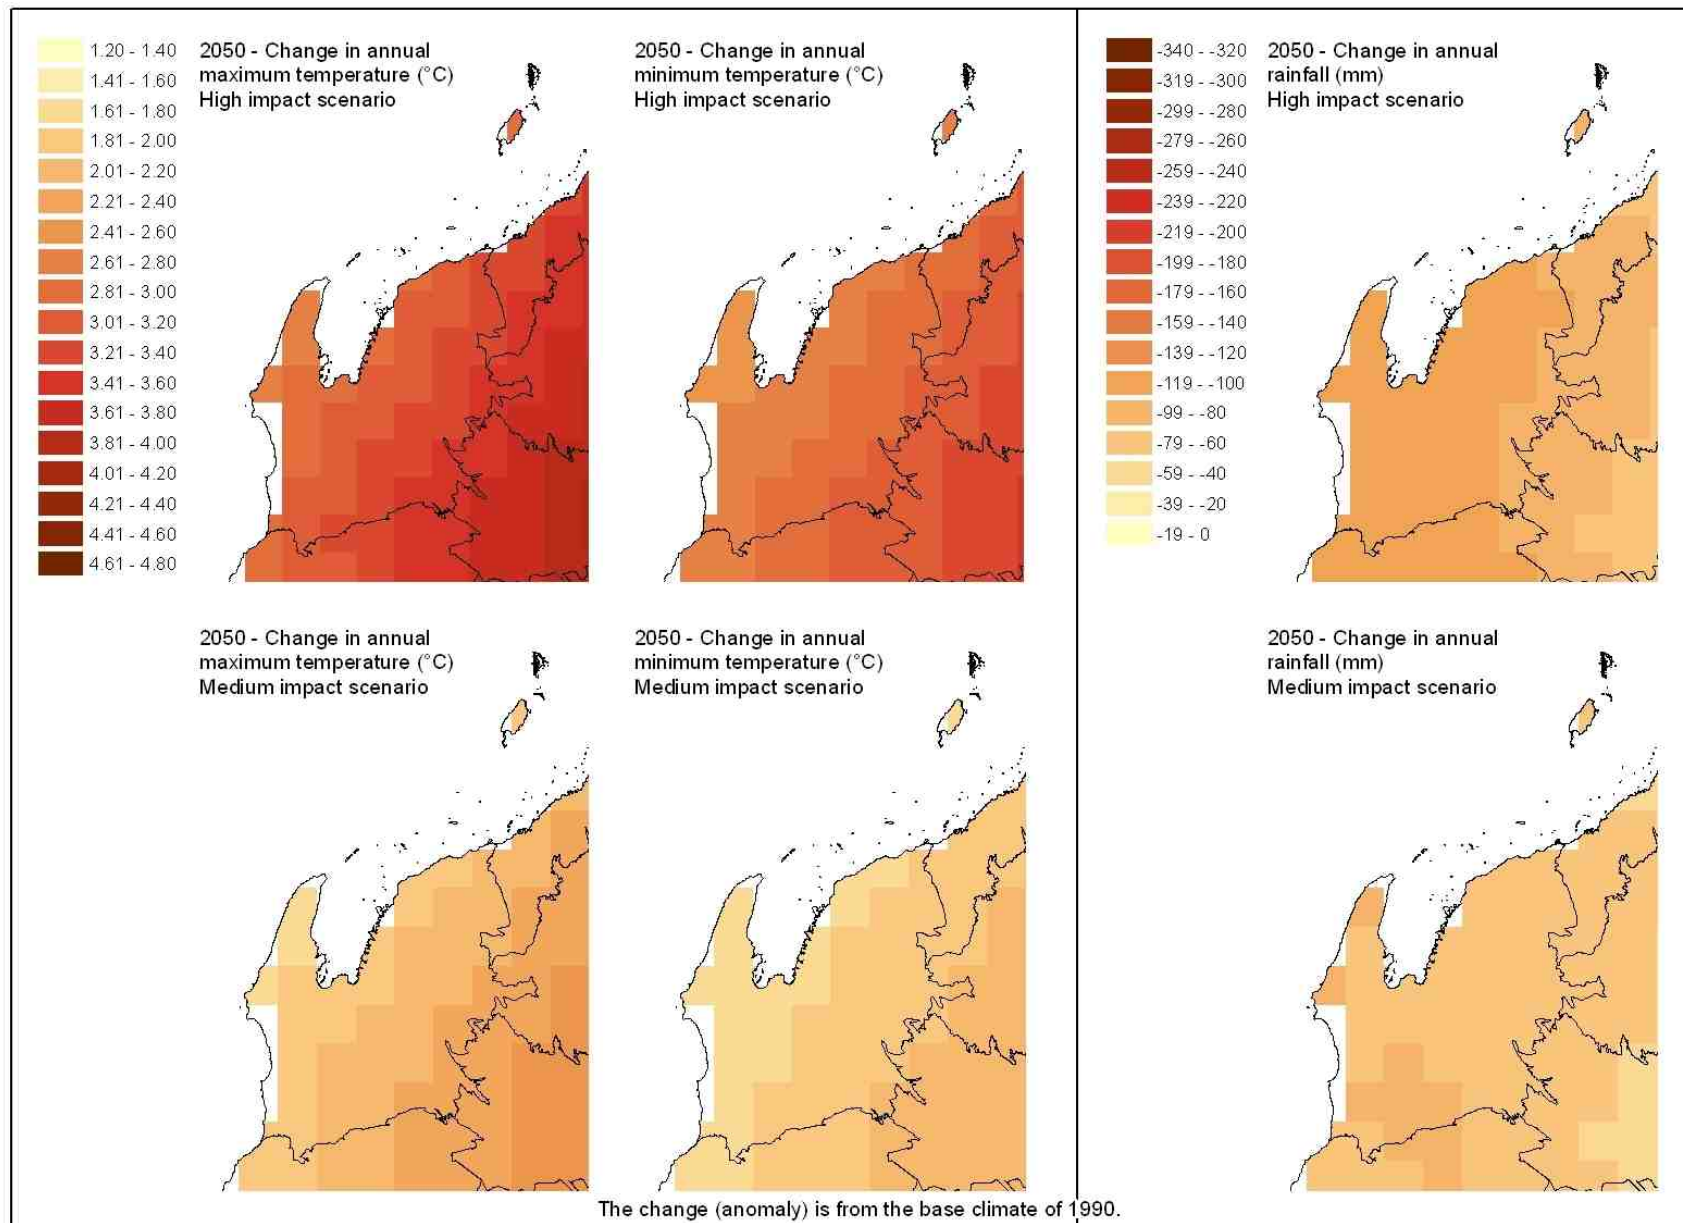 1.20 - 1.40
1.41 - 1.60
1.61 - 1.80
1.81 - 2.00
2.01 - 2.20
2.21 - 2.40
2.41 - 2.60
2.61 - 2.80
2.81 - 3.00
3.01 - 3.20
3.21 - 3.40
3.41 - 3.60
3.61 - 3.80
3.81 - 4.00
4.01 - 4.20
4.21 - 4.40
4.41 - 4.60
4.61 - 4.80
2050 - Change in annual
maximum temperature (°C)
High impact scenario
2050 - Change in annual
minimum temperature (°C)
High impact scenario
-340 - -320
-319 - -300
-299 - -280
-279 - -260
-259 - -240
-239 - -220
-219 - -200
-199 - -180
-179 - -160
-159 - -140
-139 - -120
-119 - -100
-99 - -80
-79 - -60
-59 - -40
-39 - -20
-19 - 0
2050 - Change in annual
rainfall (mm)
High impact scenario
2050 - Change in annual
maximum temperature (°C)
Medium impact scenario
2050 - Change in annual
minimum temperature (°C)
Medium impact scenario
2050 - Change in annual
rainfall (mm)
Medium impact scenario
The change (anomaly) is from the base climate of 1990.